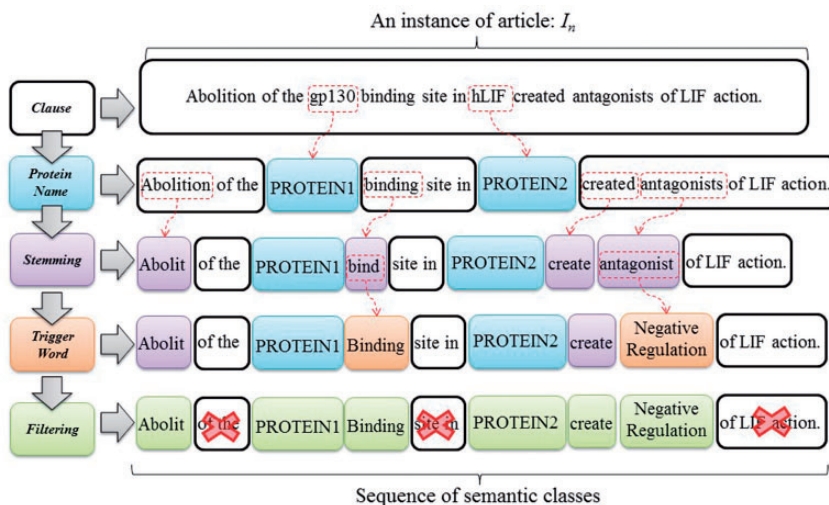 An instance of article: Iₙ
Clause
Abolition of the gp130 binding site in hLIF created antagonists of LIF action.
Protein
Name
Abolition of the PROTEIN1 binding site in PROTEIN2 created antagonists of LIF action.
Stemming
Abolit of the PROTEIN1 bind site in PROTEIN2 create antagonist of LIF action.
Trigger
Word
Abolit of the PROTEIN1 Binding site in PROTEIN2 create Negative
Regulation of LIF action.
Filtering
Abolit of the PROTEIN1 Binding site in PROTEIN2 create Negative
Regulation of LIF action.
Sequence of semantic classes